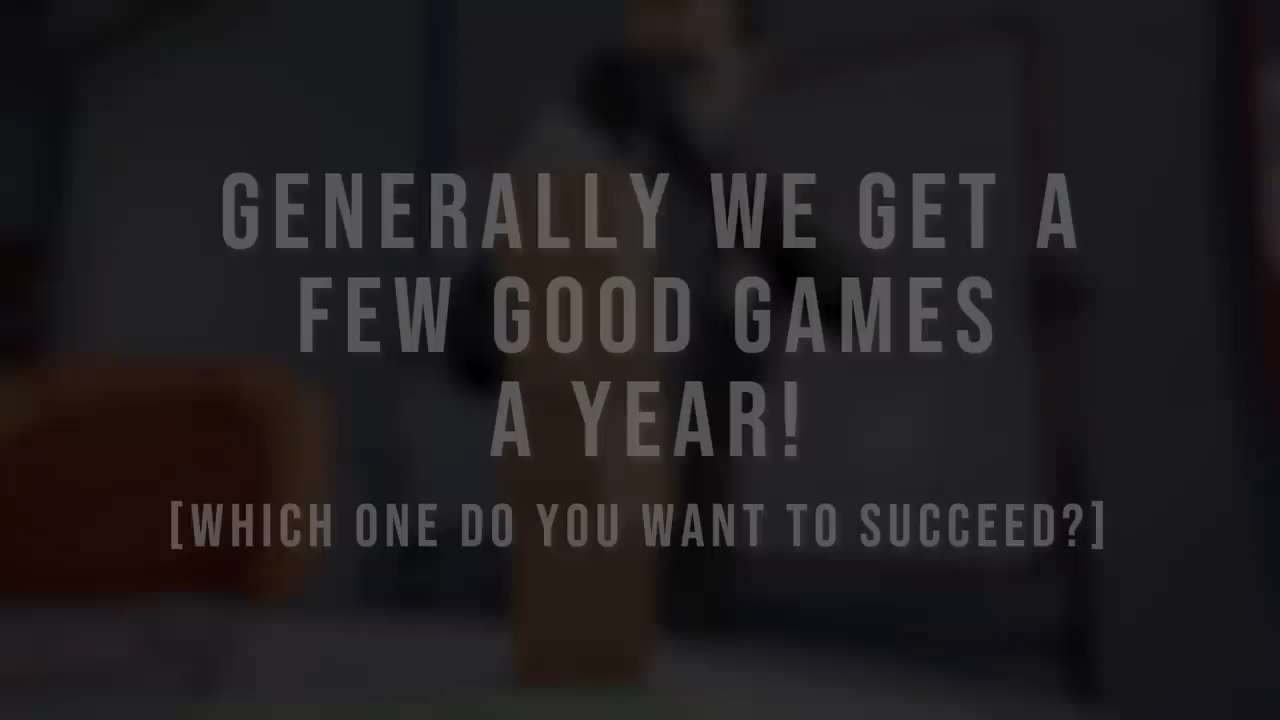 GENERALLY WE GET A
FEW GOOD GAMES
A YEAR!
[WHICH ONE DO YOU WANT TO SUCCEED?]